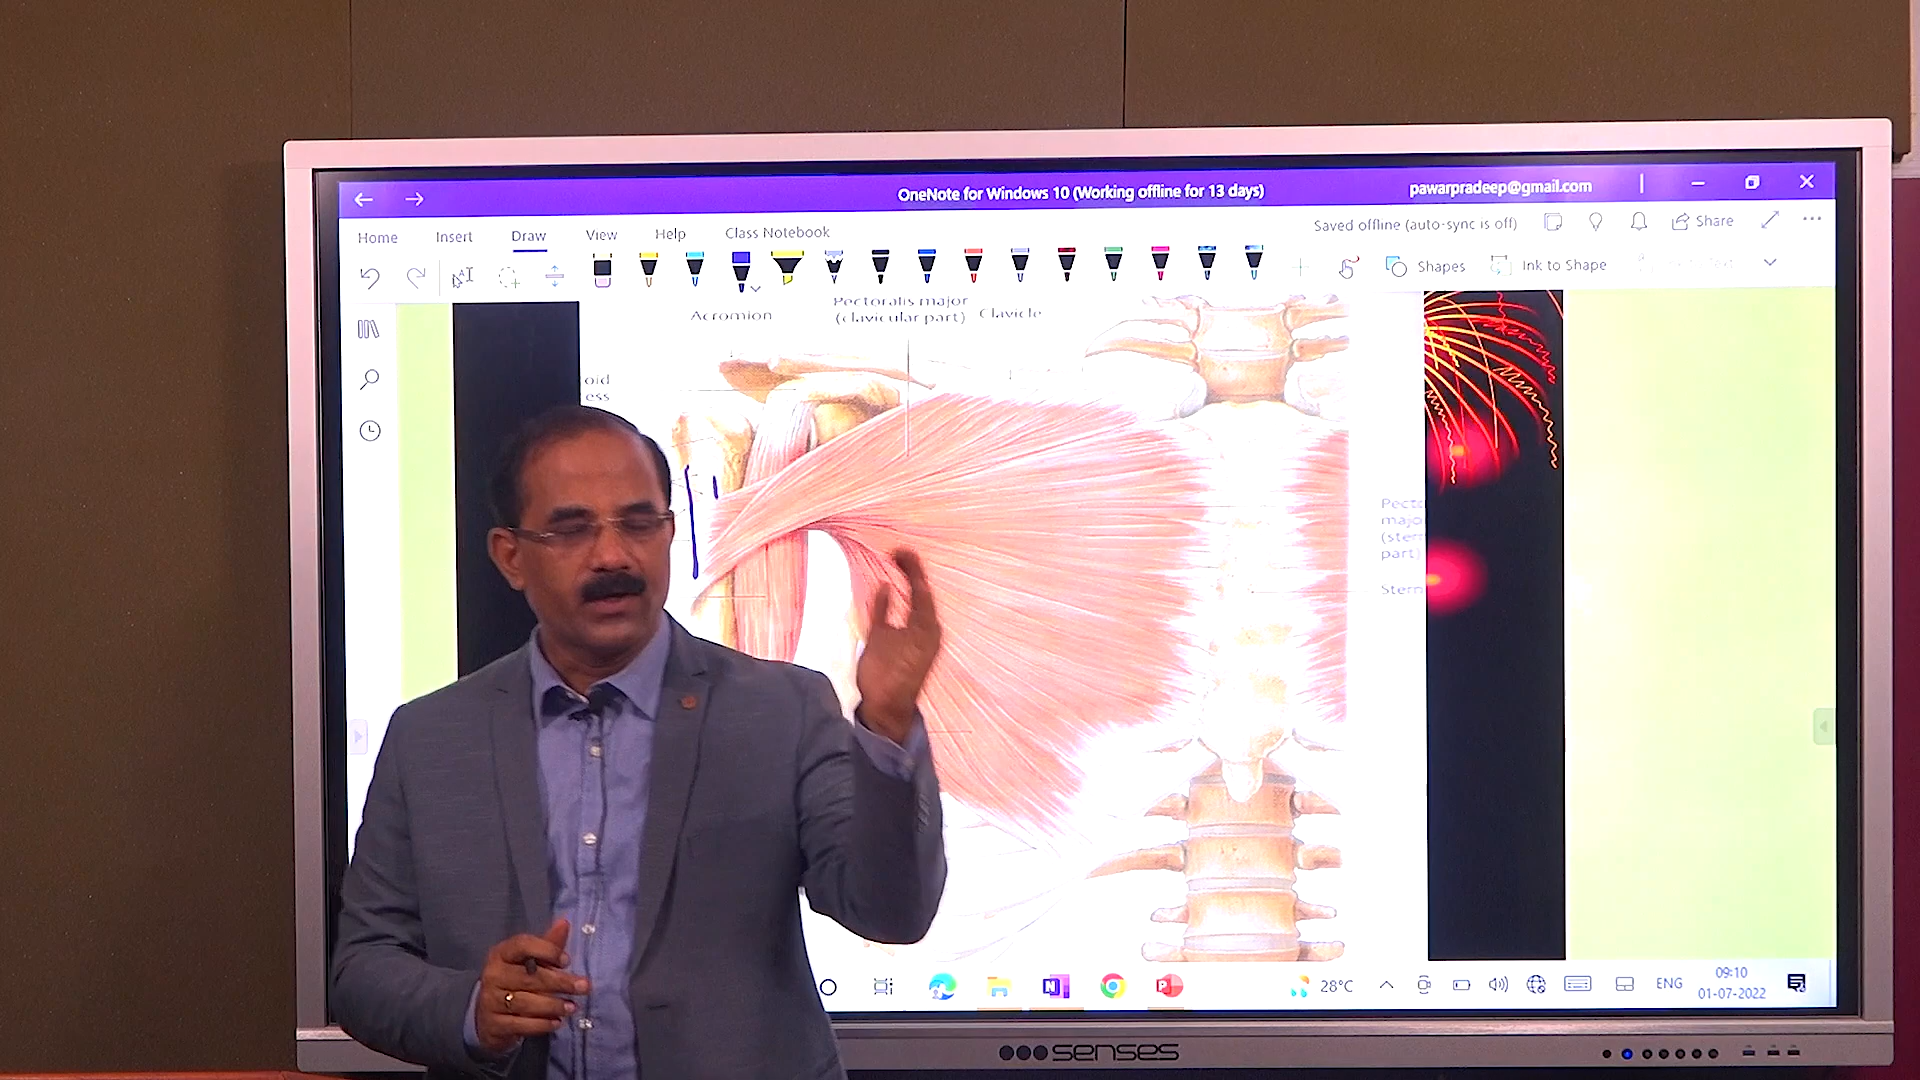 OneNote for Windows 10 (Working offline for 13 days)
pawarpradeep@gmail.com
Home Insert Draw View Help Class Notebook
Saved offline (auto-sync is off)
Share
Shapes
Ink to Shape
Acromion
Pectoralis major
(clavicular part)
Clavicle
oid
ess
Pecto
majo
(stern
part)
Stern
28°C
ENG
09:10
01-07-2022
senses